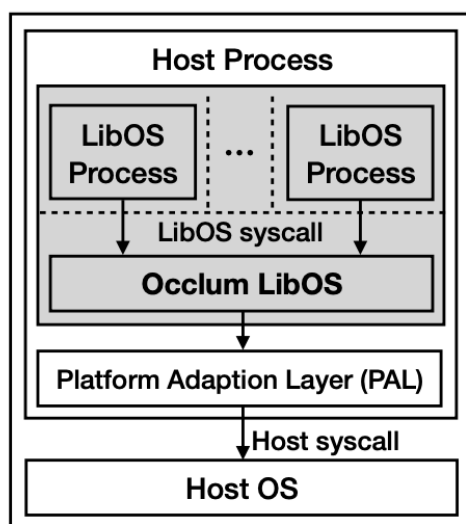 Host Process
LibOS
Process
...
LibOS
Process
LibOS syscall
Occlum LibOS
Platform Adaption Layer (PAL)
Host syscall
Host OS